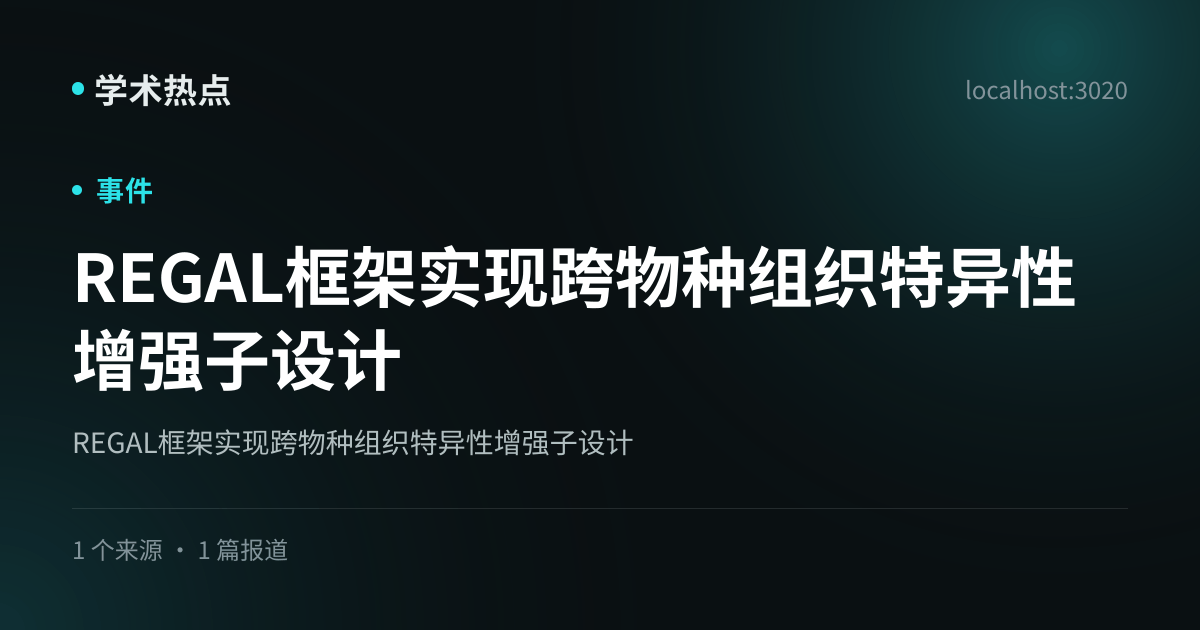 学术热点
localhost:3020
事件
REGAL框架实现跨物种组织特异性
增强子设计
REGAL框架实现跨物种组织特异性增强子设计
1 个来源 · 1 篇报道